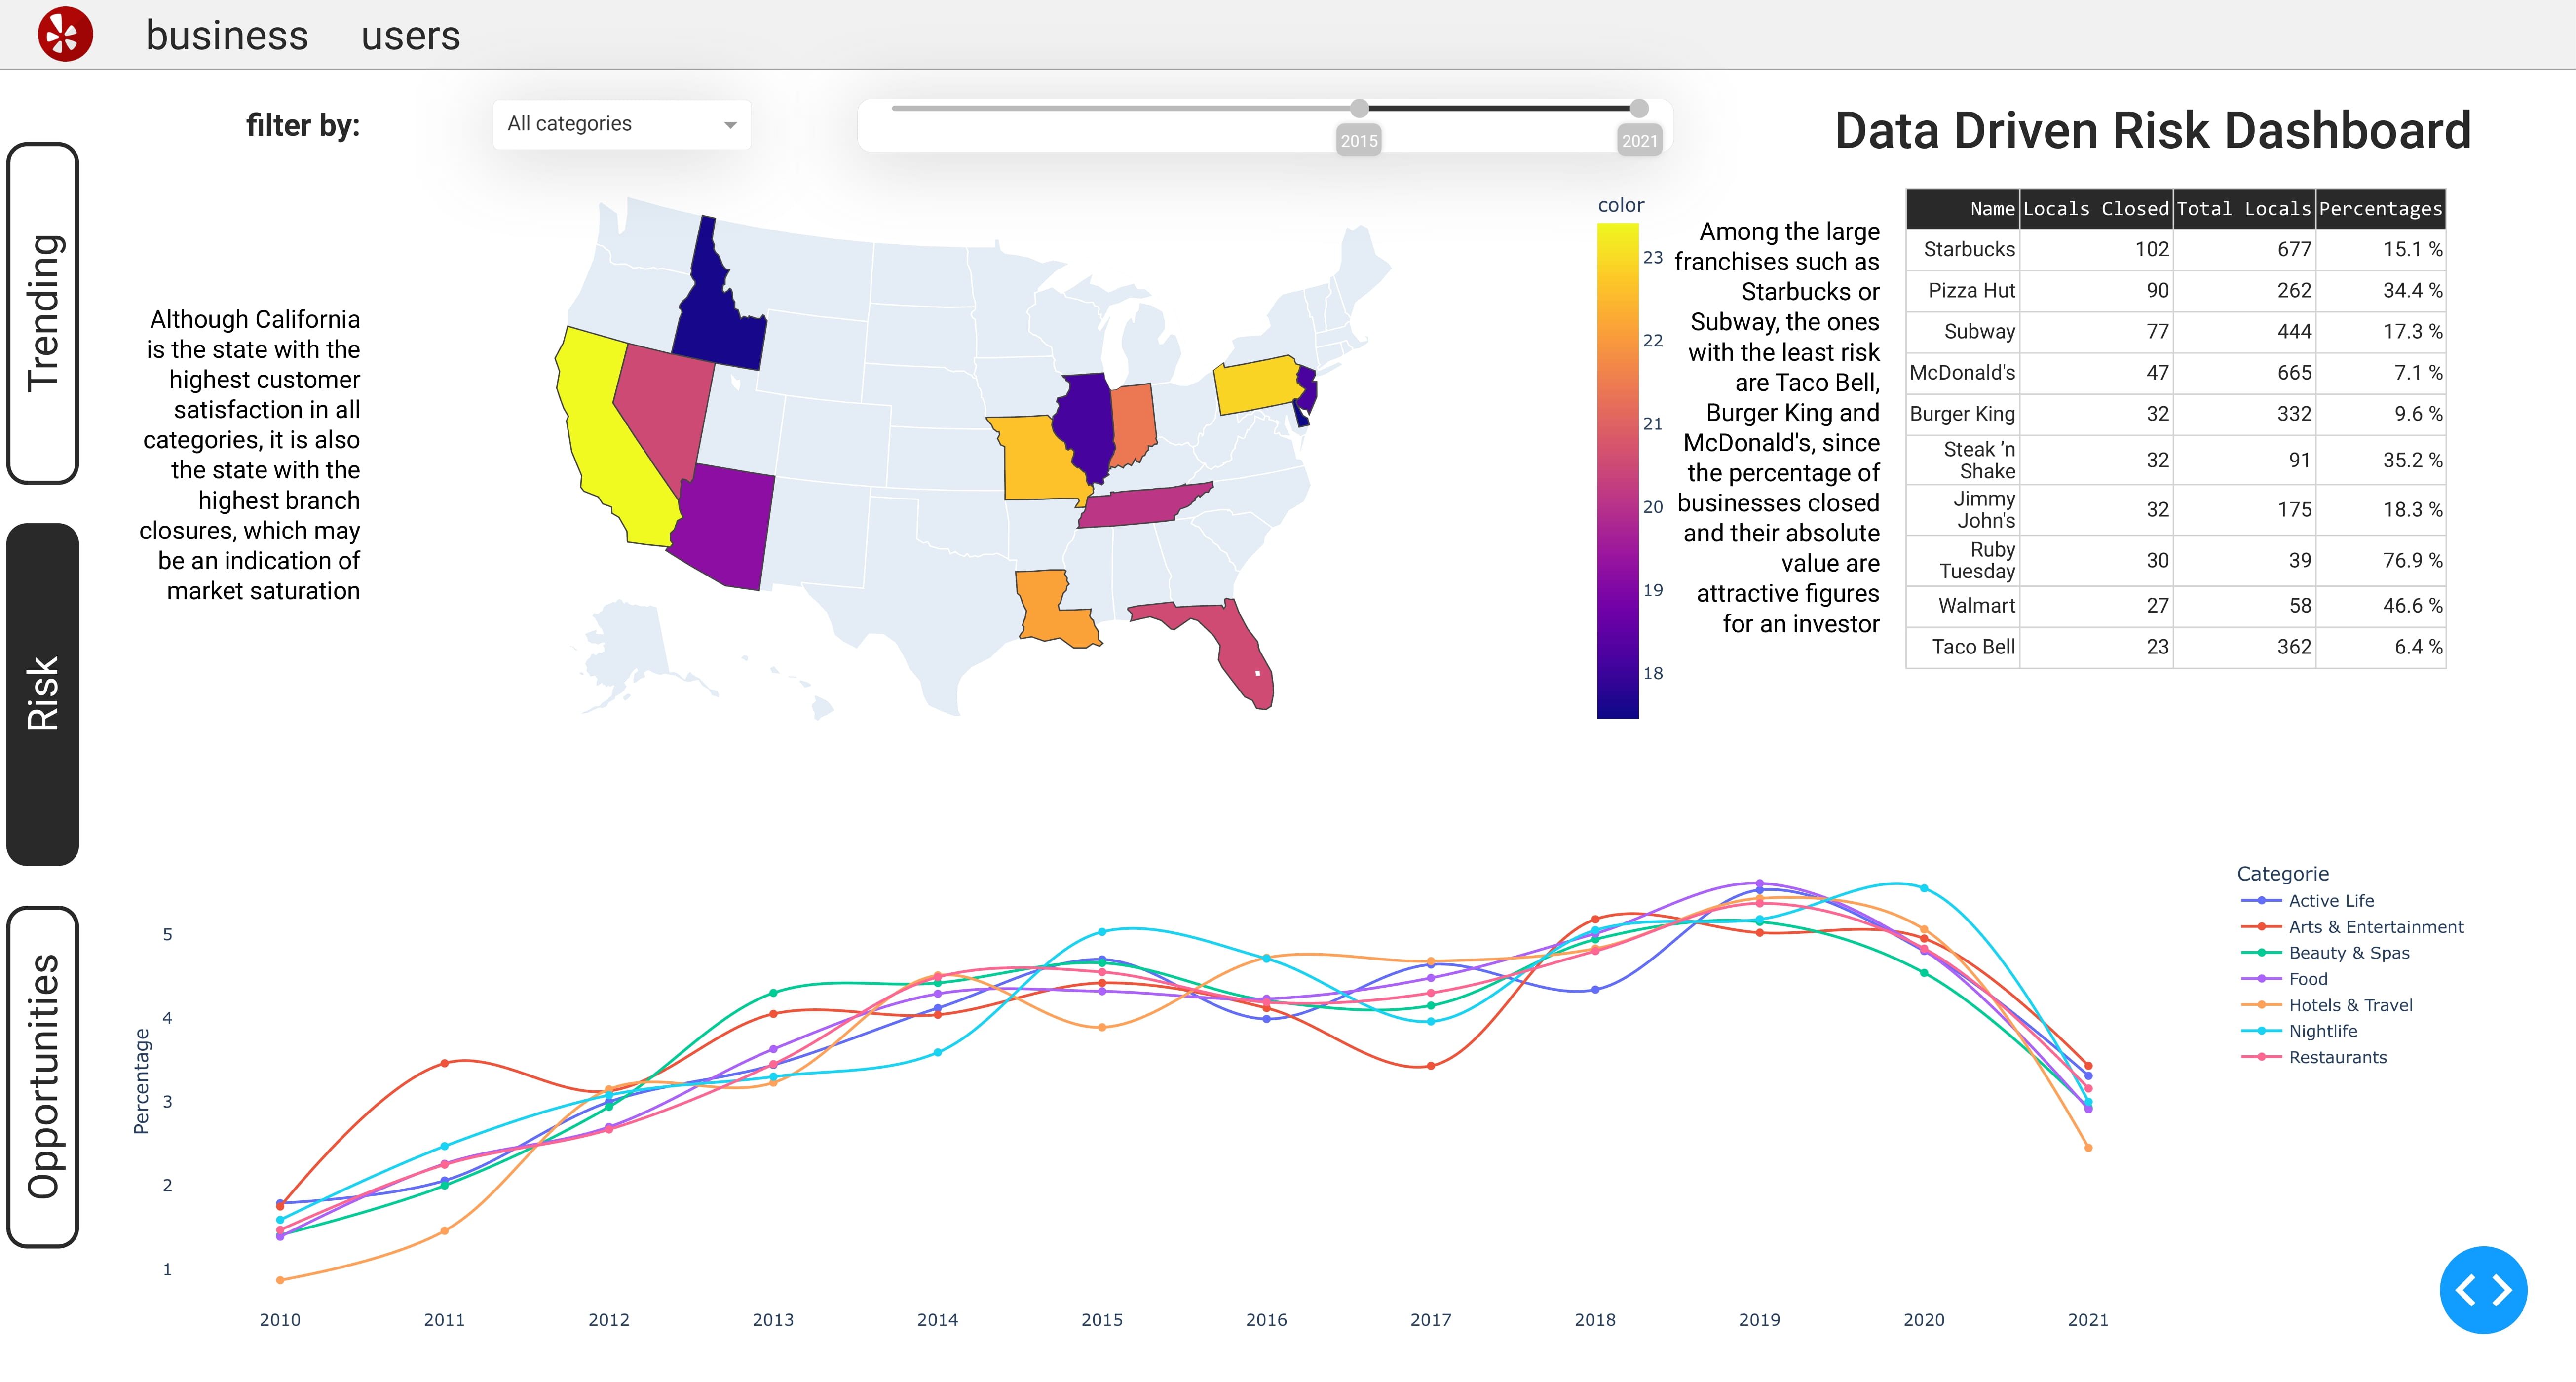 business users
filter by:
All categories
2015
2021
Data Driven Risk Dashboard
Trending
Risk
Opportunities
Although California
is the state with the
highest customer
satisfaction in all
categories, it is also
the state with the
highest branch
closures, which may
be an indication of
market saturation
color
23
22
21
20
19
18
Among the large
franchises such as
Starbucks or
Subway, the ones
with the least risk
are Taco Bell,
Burger King and
McDonald's, since
the percentage of
businesses closed
and their absolute
value are
attractive figures
for an investor
Name Locals Closed Total Locals Percentages
Starbucks 102 677 15.1 %
Pizza Hut 90 262 34.4 %
Subway 77 444 17.3 %
McDonald's 47 665 7.1 %
Burger King 32 332 9.6 %
Steak ’n
Shake 32 91 35.2 %
Jimmy
John's 32 175 18.3 %
Ruby
Tuesday 30 39 76.9 %
Walmart 27 58 46.6 %
Taco Bell 23 362 6.4 %
Percentage
5
4
3
2
1
2010 2011 2012 2013 2014 2015 2016 2017 2018 2019 2020 2021
Categorie
Active Life
Arts & Entertainment
Beauty & Spas
Food
Hotels & Travel
Nightlife
Restaurants